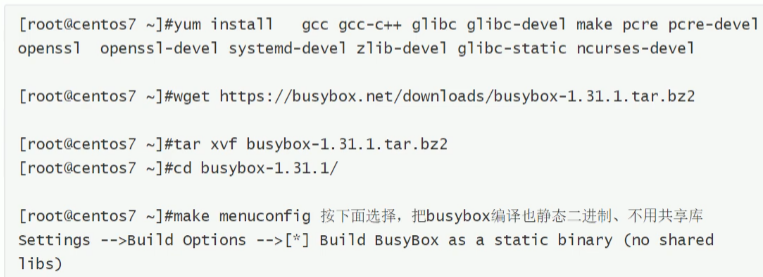 [root@centos7 ~]#yum install   gcc gcc-c++ glibc glibc-devel make pcre pcre-devel
openssl  openssl-devel systemd-devel zlib-devel glibc-static ncurses-devel
[root@centos7 ~]#wget https://busybox.net/downloads/busybox-1.31.1.tar.bz2
[root@centos7 ~]#tar xvf busybox-1.31.1.tar.bz2
[root@centos7 ~]#cd busybox-1.31.1/
[root@centos7 ~]#make menuconfig 按下面选择，把busybox编译也静态二进制、不用共享库
Settings -->Build Options -->[*] Build BusyBox as a static binary (no shared
libs)